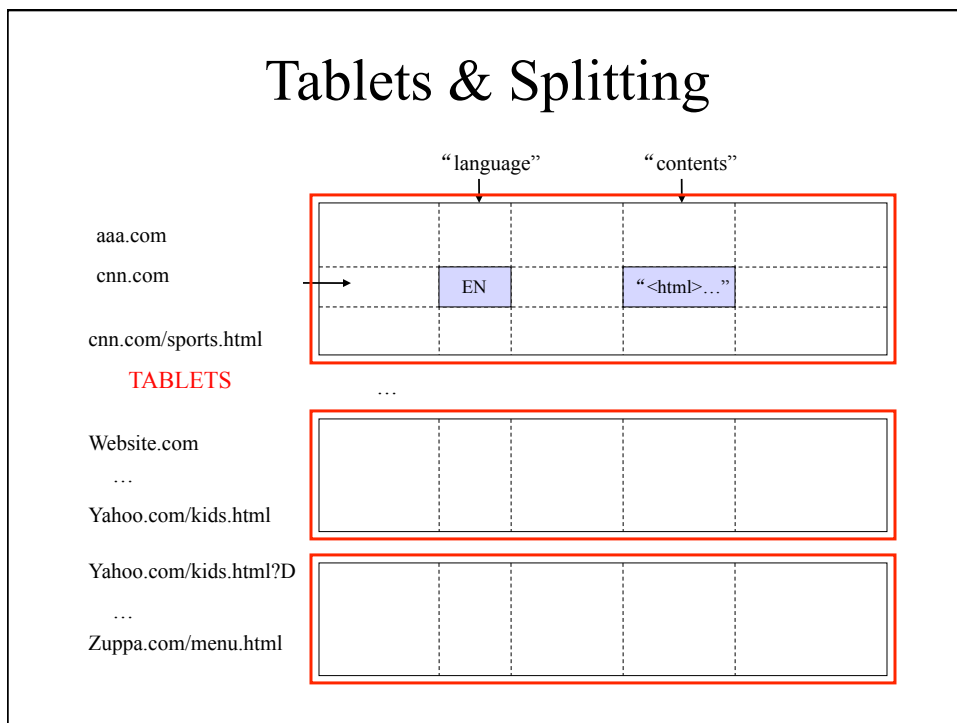 Tablets & Splitting
“language” “contents”
aaa.com
cnn.com
EN “<html>…”
cnn.com/sports.html
TABLETS
…
Website.com
…
Yahoo.com/kids.html
Yahoo.com/kids.html?D
…
Zuppa.com/menu.html